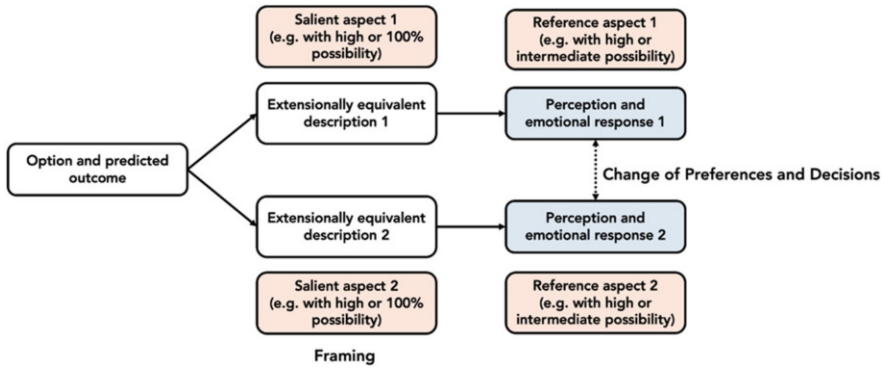 Salient aspect 1
(e.g. with high or 100%
possibility)
Reference aspect 1
(e.g. with high or
intermediate possibility)
Extensionally equivalent
description 1
Perception and
emotional response 1
Option and predicted
outcome
Change of Preferences and Decisions
Extensionally equivalent
description 2
Perception and
emotional response 2
Salient aspect 2
(e.g. with high or 100%
possibility)
Reference aspect 2
(e.g. with high or
intermediate possibility)
Framing